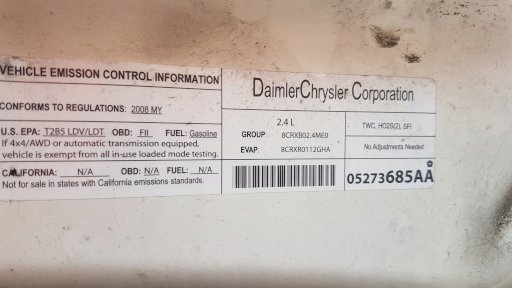 VEHICLE EMISSION CONTROL INFORMATION
CONFORMS TO REGULATIONS: 2008 MY
U.S. EPA: T2B5 LDV/LDT OBD: FII FUEL: Gasoline
If 4x4/AWD or automatic transmission equipped,
vehicle is exempt from all in-use loaded mode testing.
CALIFORNIA: N/A OBD: N/A FUEL: N/A
Not for sale in states with California emissions standards.
DaimlerChrysler Corporation
2.4 L
GROUP: 8CRXB02.4ME0
EVAP: 8CRXR0112GHA
TWC, HO2S(2), SFI
No Adjustments Needed
05273685AA